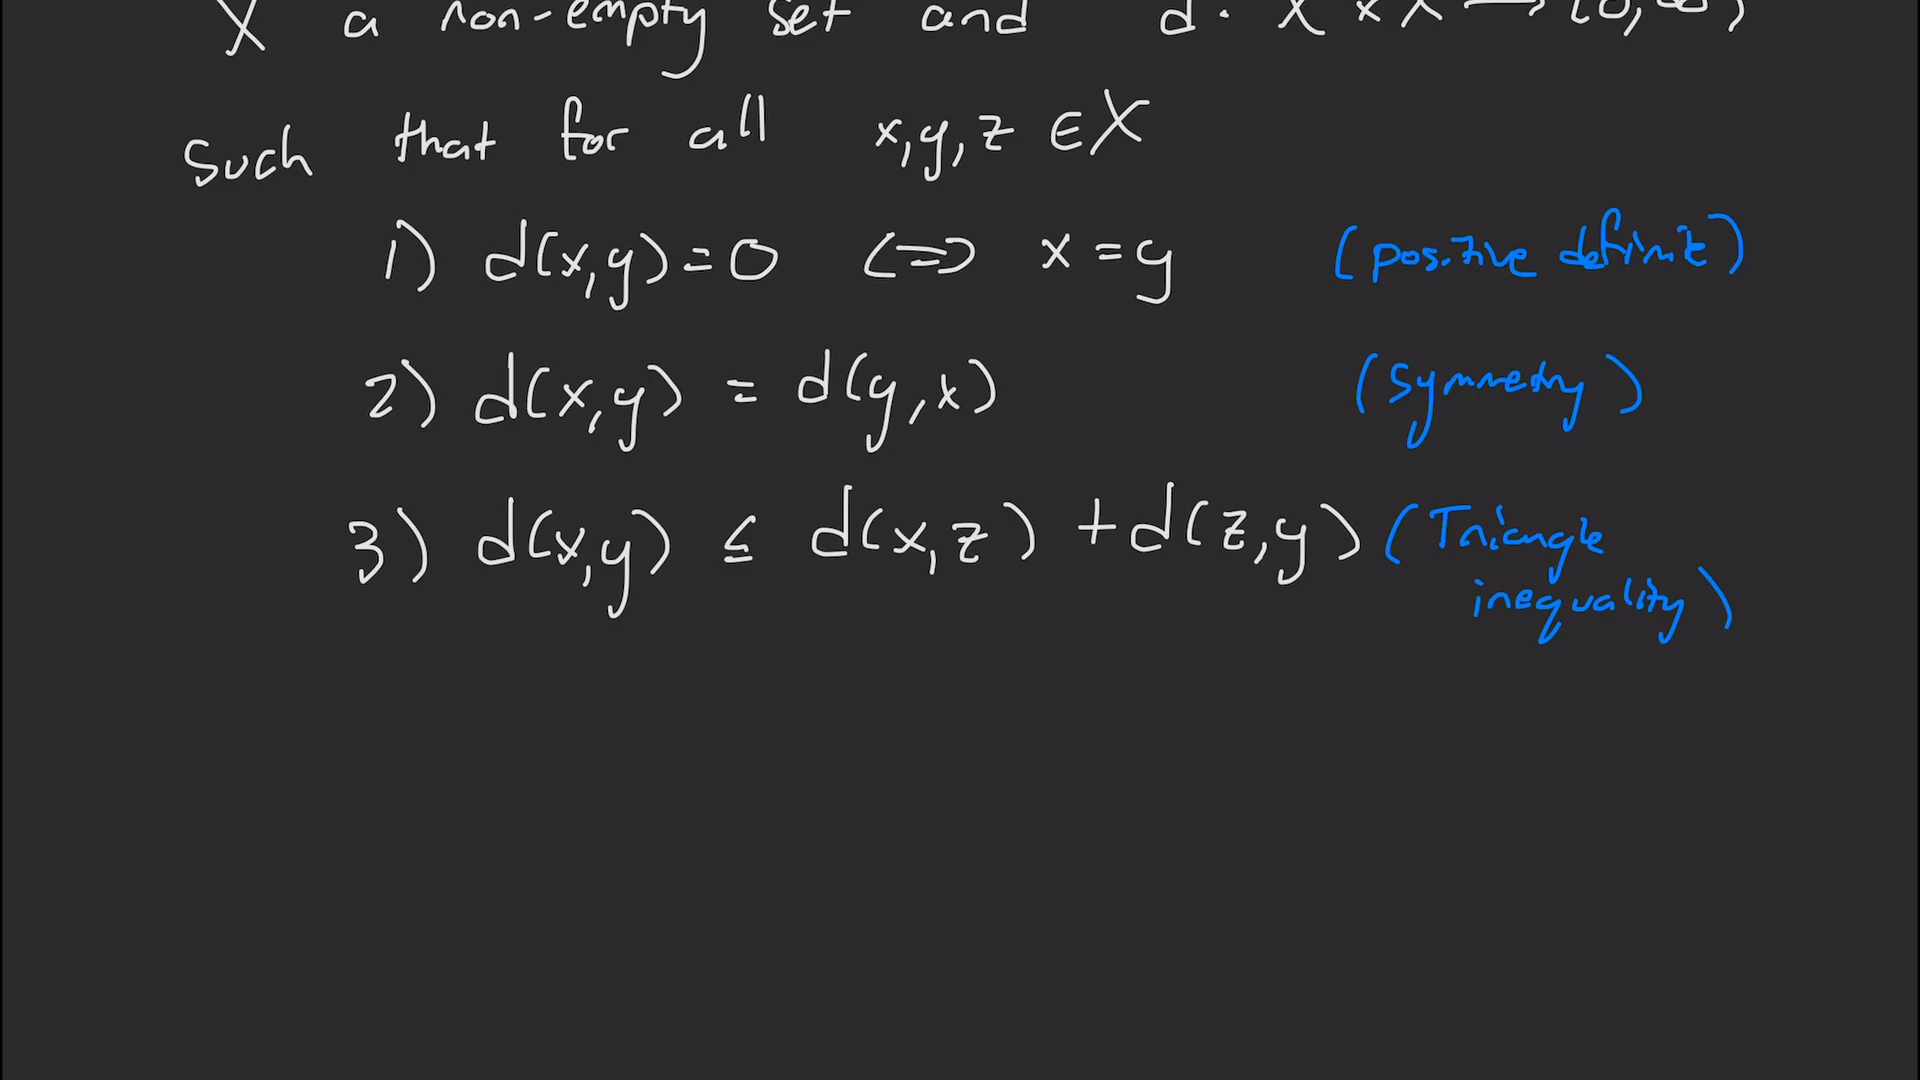 X a non-empty set and d: X × X → [0, ∞)
Such that for all x,y,z ∈ X
1) d(x,y)=0 (=) x=y (positive definit)
2) d(x,y) = d(y,x) (Symmetry)
3) d(x,y) ≤ d(x,z) + d(z,y) (Triangle
inequality)